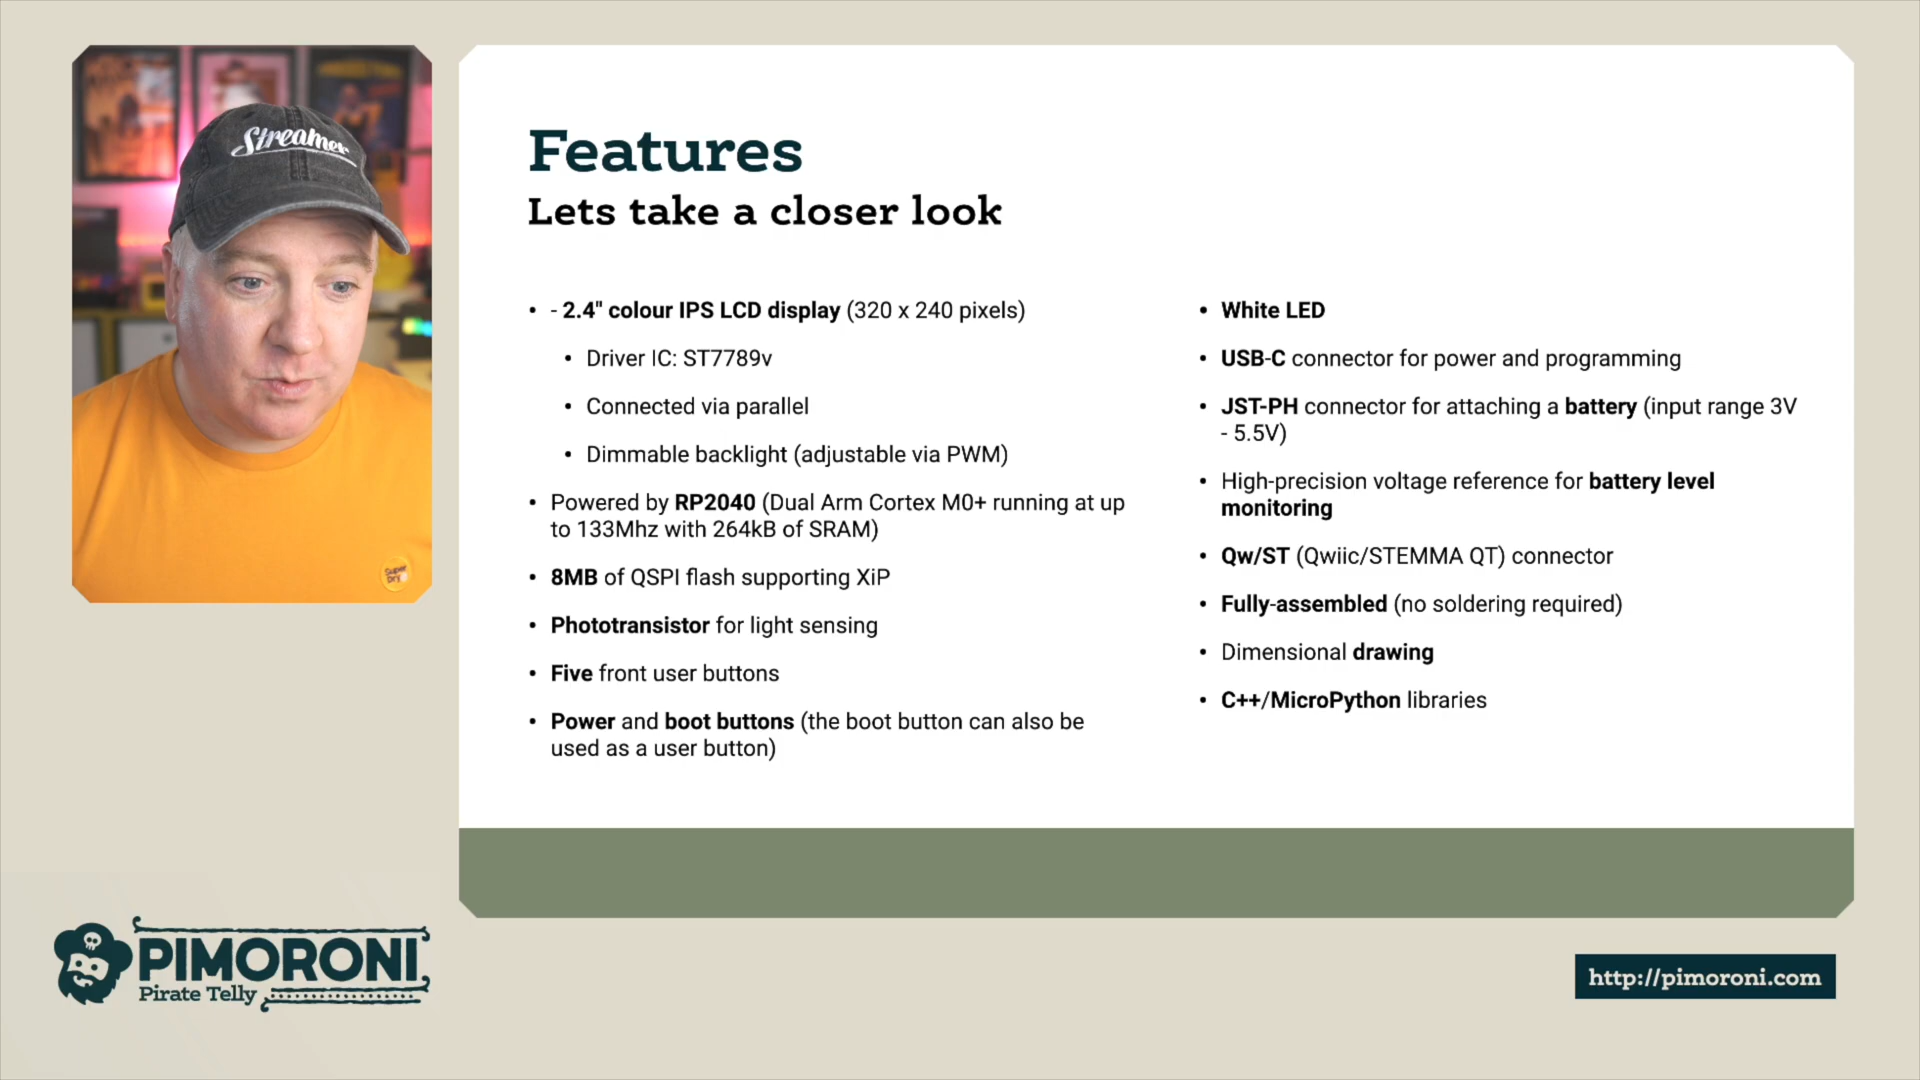 Streamer
Super
Dry
Features
Lets take a closer look
• - 2.4" colour IPS LCD display (320 x 240 pixels)
• Driver IC: ST7789v
• Connected via parallel
• Dimmable backlight (adjustable via PWM)
• Powered by RP2040 (Dual Arm Cortex M0+ running at up
to 133Mhz with 264kB of SRAM)
• 8MB of QSPI flash supporting XiP
• Phototransistor for light sensing
• Five front user buttons
• Power and boot buttons (the boot button can also be
used as a user button)
• White LED
• USB-C connector for power and programming
• JST-PH connector for attaching a battery (input range 3V
- 5.5V)
• High-precision voltage reference for battery level
monitoring
• Qw/ST (Qwiic/STEMMA QT) connector
• Fully-assembled (no soldering required)
• Dimensional drawing
• C++/MicroPython libraries
PIMORONI
Pirate Telly
http://pimoroni.com